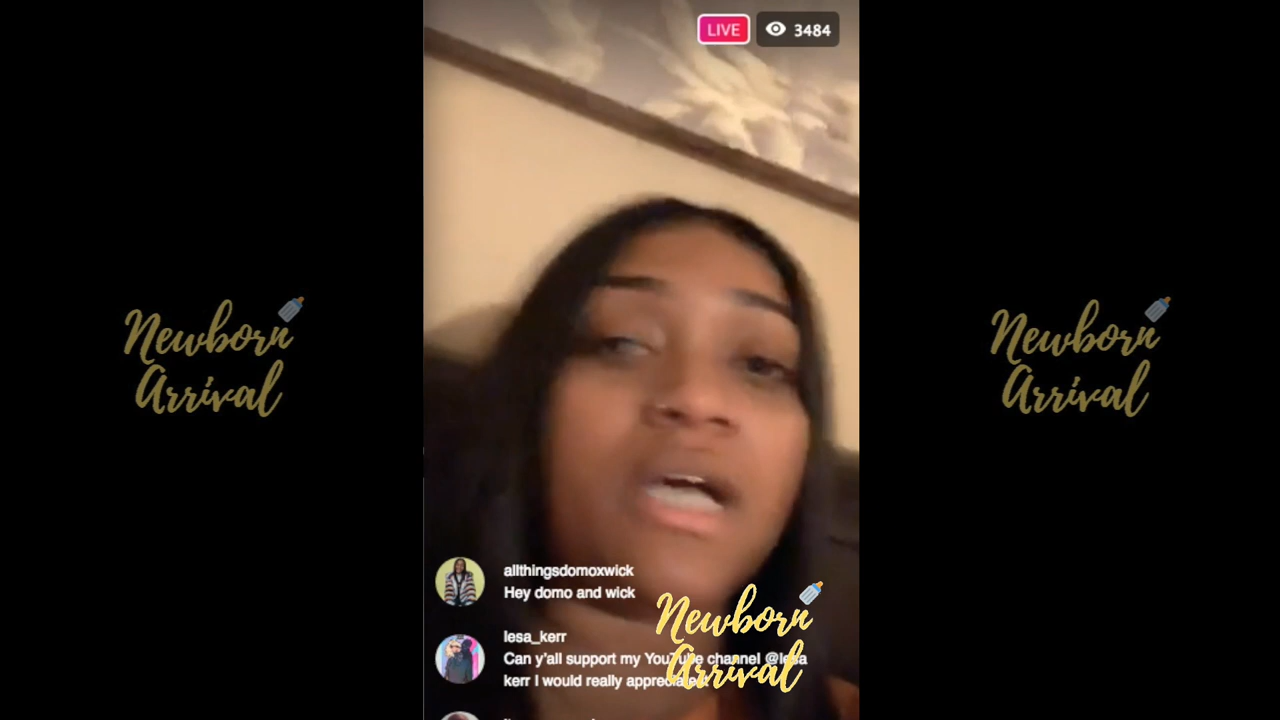 LIVE 3484
Newborn
Arrival
Newborn
Arrival
allthingsdomoxwick
Hey domo and wick
lesa_kerr
Can y'all support my YouTube channel @lesa
kerr I would really appreciate
Newborn
Arrival